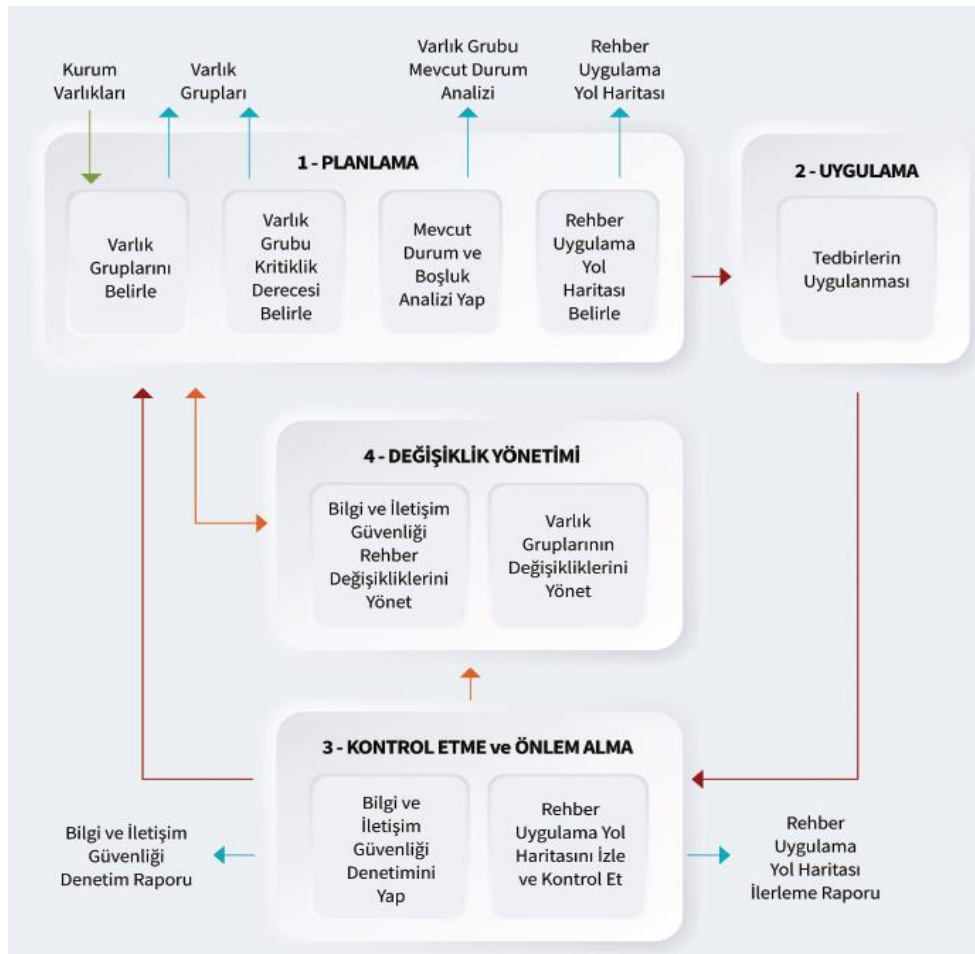 Kurum
Varlıkları
Varlık
Grupları
Varlık Grubu
Mevcut Durum
Analizi
Rehber
Uygulama
Yol Haritası
1 - PLANLAMA
Varlık
Gruplarını
Belirle
Varlık
Grubu
Kritiklik
Derecesi
Belirle
Mevcut
Durum ve
Boşluk
Analizi Yap
Rehber
Uygulama
Yol
Haritası
Belirle
2 - UYGULAMA
Tedbirlerin
Uygulanması
4 - DEĞİŞİKLİK YÖNETİMİ
Bilgi ve İletişim
Güvenliği
Rehber
Değişikliklerini
Yönet
Varlık
Gruplarının
Değişikliklerini
Yönet
3 - KONTROL ETME ve ÖNLEM ALMA
Bilgi ve
İletişim
Güvenliği
Denetimini
Yap
Rehber
Uygulama Yol
Haritasını İzle
ve Kontrol Et
Bilgi ve İletişim
Güvenliği
Denetim Raporu
Rehber
Uygulama
Yol Haritası
İlerleme Raporu